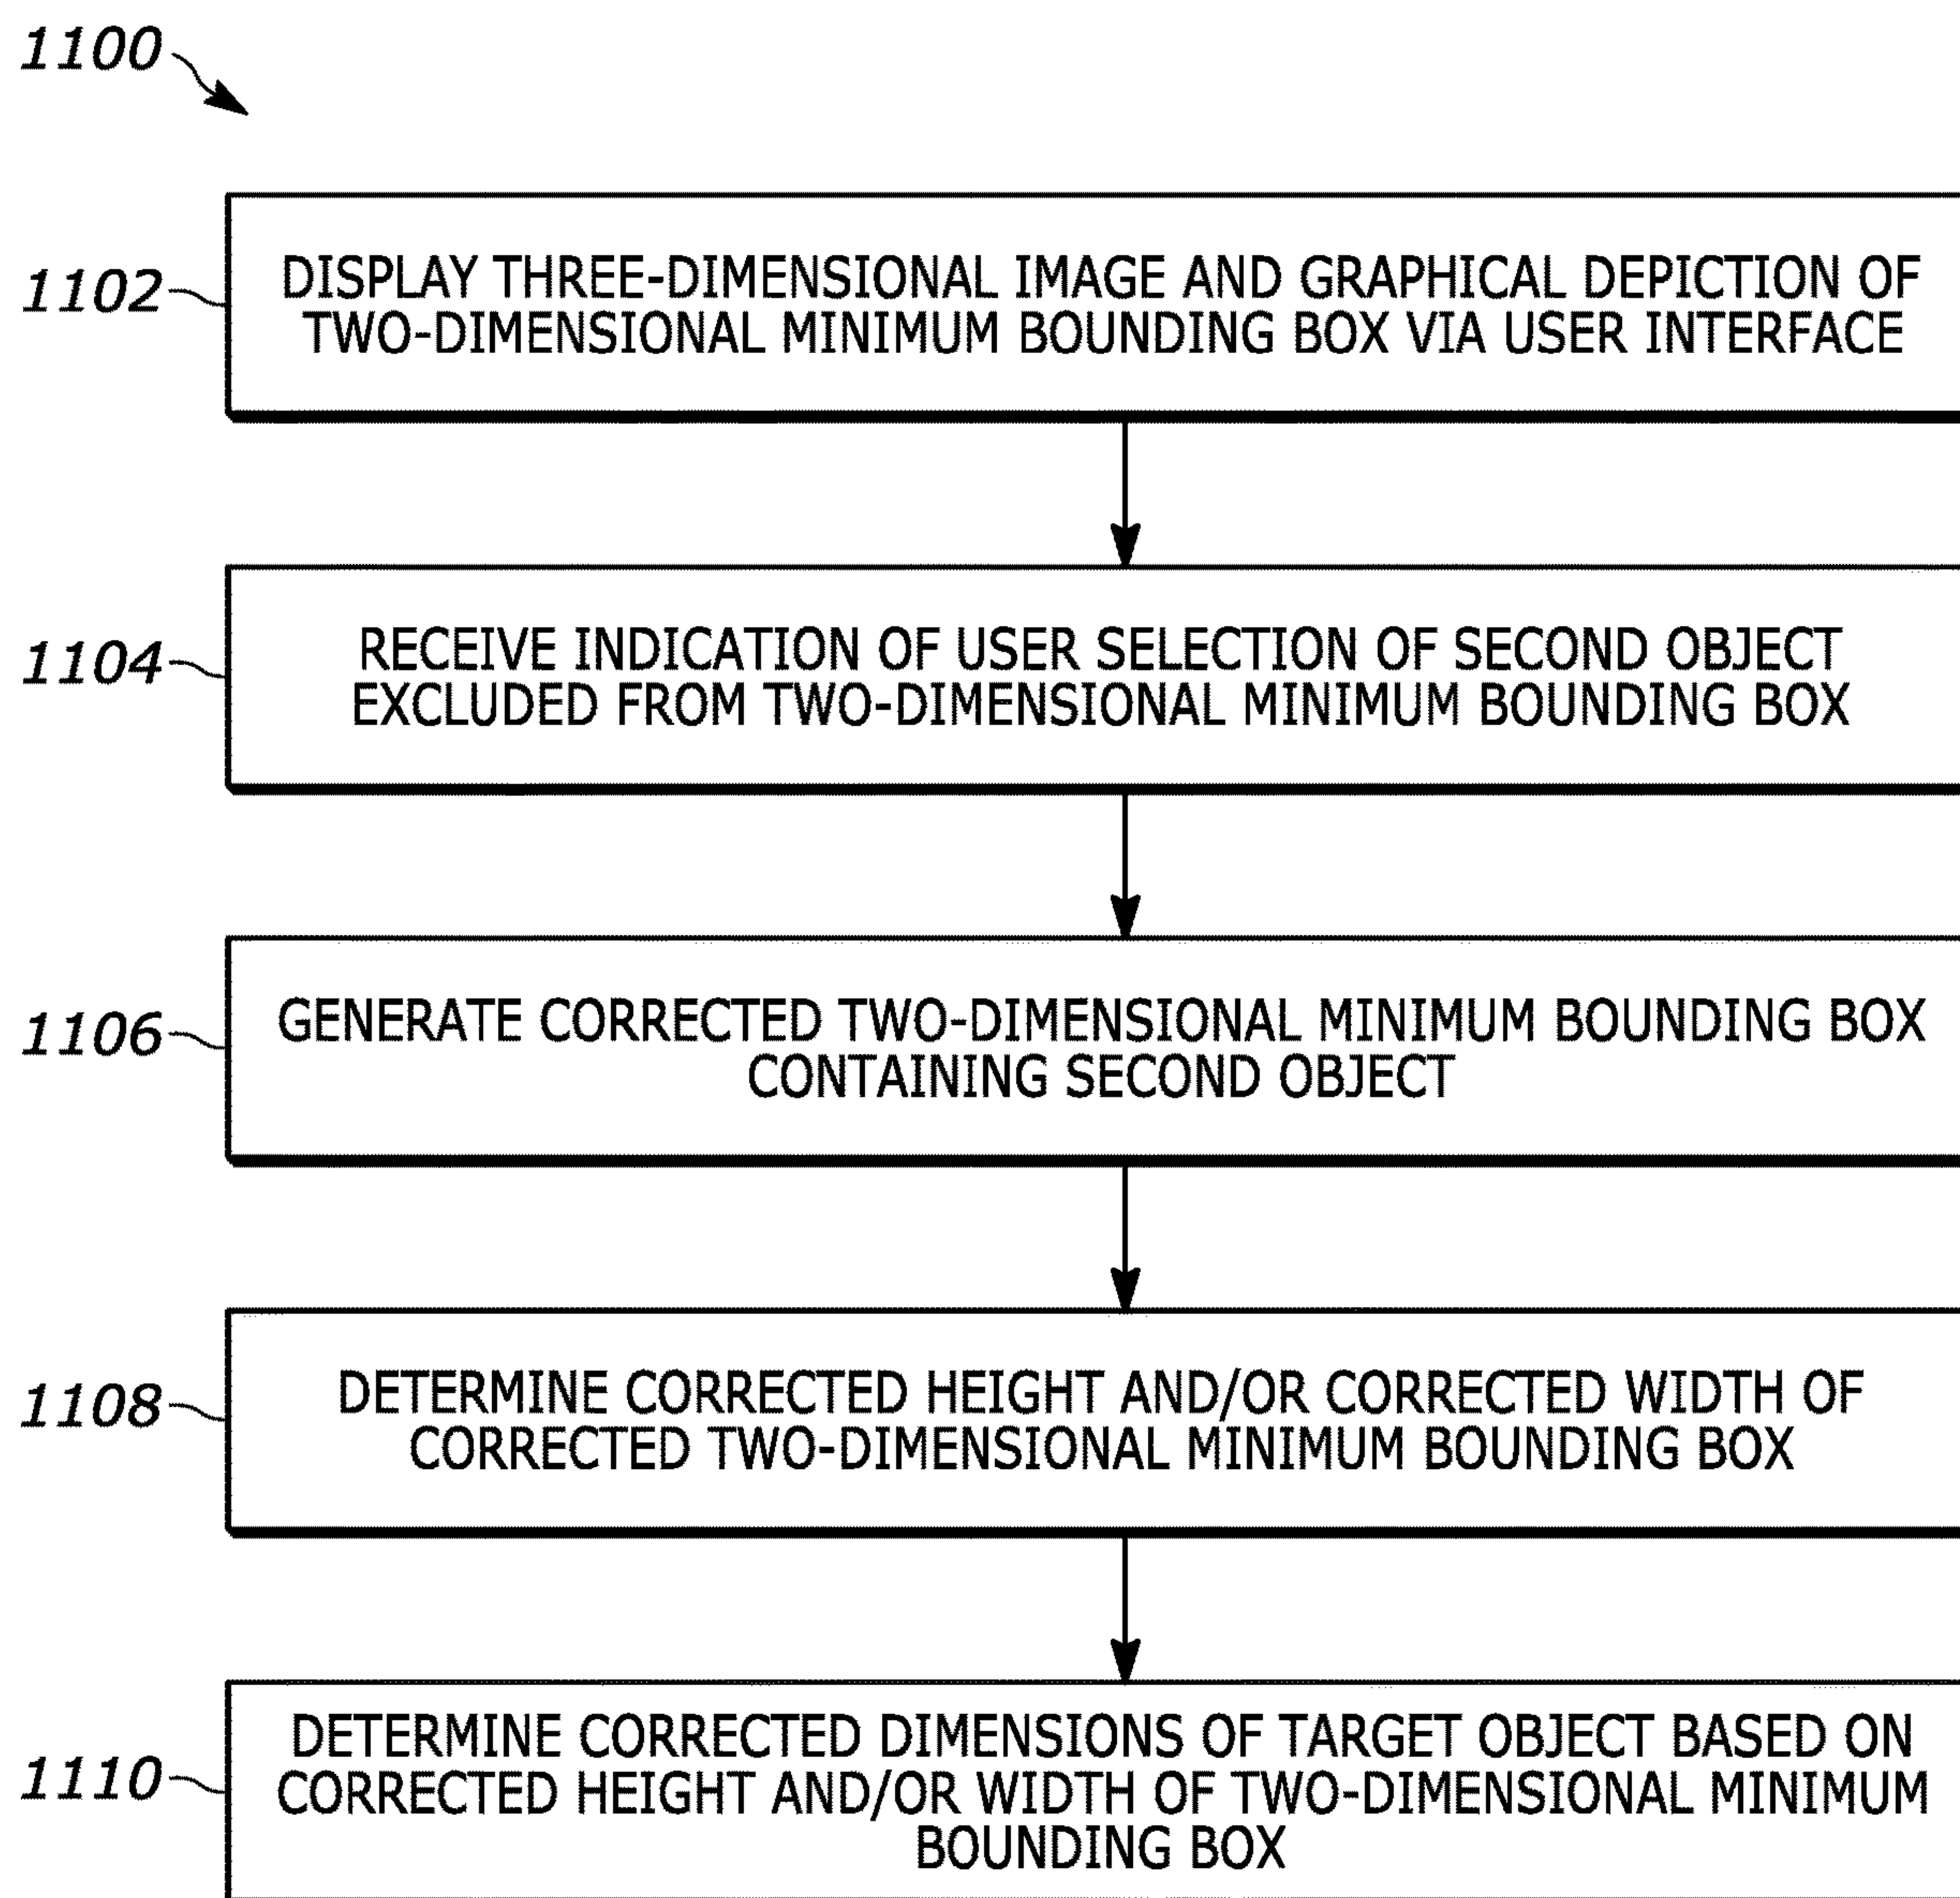 1100
1102
DISPLAY THREE-DIMENSIONAL IMAGE AND GRAPHICAL DEPICTION OF
TWO-DIMENSIONAL MINIMUM BOUNDING BOX VIA USER INTERFACE
1104
RECEIVE INDICATION OF USER SELECTION OF SECOND OBJECT
EXCLUDED FROM TWO-DIMENSIONAL MINIMUM BOUNDING BOX
1106
GENERATE CORRECTED TWO-DIMENSIONAL MINIMUM BOUNDING BOX
CONTAINING SECOND OBJECT
1108
DETERMINE CORRECTED HEIGHT AND/OR CORRECTED WIDTH OF
CORRECTED TWO-DIMENSIONAL MINIMUM BOUNDING BOX
1110
DETERMINE CORRECTED DIMENSIONS OF TARGET OBJECT BASED ON
CORRECTED HEIGHT AND/OR WIDTH OF TWO-DIMENSIONAL MINIMUM
BOUNDING BOX